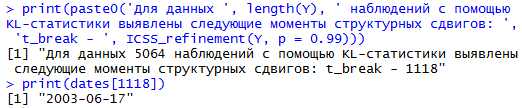 > print(paste0('Для данных ', length(Y), ' наблюдений с помощью
KL-статистики выявлены следующие моменты структурных сдвигов: ',
't_break - ', ICSS_refinement(Y, p = 0.99)))
[1] "Для данных 5064 наблюдений с помощью KL-статистики выявлены
следующие моменты структурных сдвигов: t_break - 1118"
> print(dates[1118])
[1] "2003-06-17"